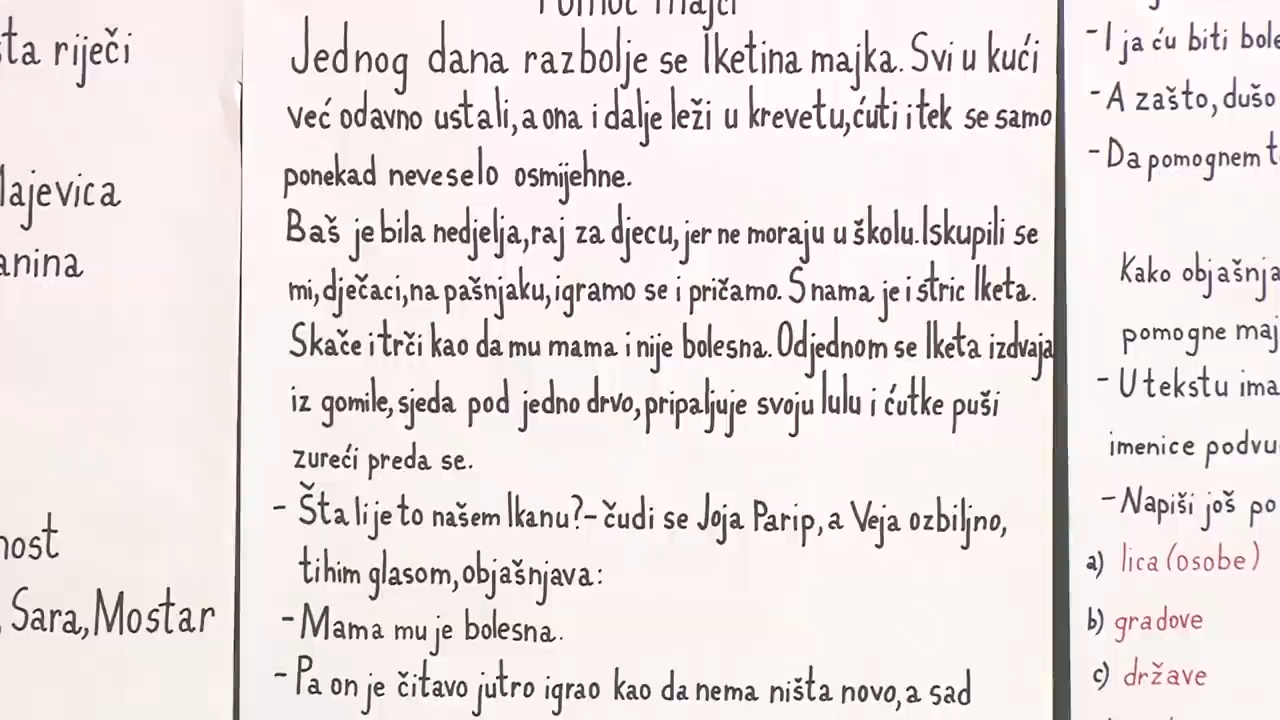 ta riječi
ajevica
anina
nost
Sara, Mostar
Pomoć majci
Jednog dana razbolje se Iketina majka. Svi u kući
već odavno ustali, a ona i dalje leži u krevetu, ćuti i tek se samo
ponekad neveselo osmijehne.
Baš je bila nedjelja, raj za djecu, jer ne moraju u školu. Iskupili se
mi, dječaci, na pašnjaku, igramo se i pričamo. S nama je i stric Iketa.
Skače i trči kao da mu mama i nije bolesna. Odjednom se Iketa izdvaja
iz gomile, sjeda pod jedno drvo, pripaljuje svoju lulu i ćutke puši
zureći preda se.
- Šta li je to našem Ikanu? - čudi se Joja Parip, a Veja ozbiljno,
tihim glasom, objašnjava:
- Mama mu je bolesna.
- Pa on je čitavo jutro igrao kao da nema ništa novo, a sad
- I ja ću biti bole
- A zašto, dušo
- Da pomognem t
Kako objašnja
pomogne maj
- U tekstu ima
imenice podvu
- Napiši još po
a) lica (osobe)
b) gradove
c) države